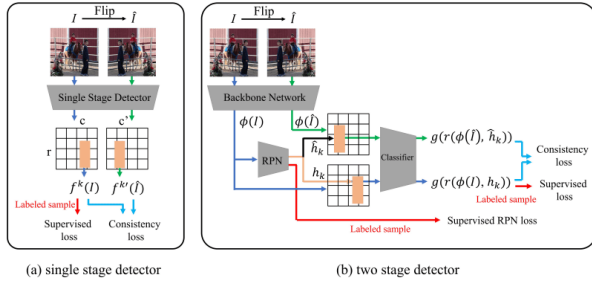 Flip
I Î
Single Stage Detector
c c'
r
f^k(I) f^k'(Î)
Labeled sample
Supervised loss
Consistency loss
(a) single stage detector
Flip
I Î
Backbone Network
ϕ(I) ϕ(Î)
RPN
ĥ_k
h_k
Classifier
g(r(ϕ(Î), ĥ_k))
g(r(ϕ(I), h_k))
Consistency loss
Labeled sample
Supervised loss
Supervised RPN loss
Labeled sample
(b) two stage detector